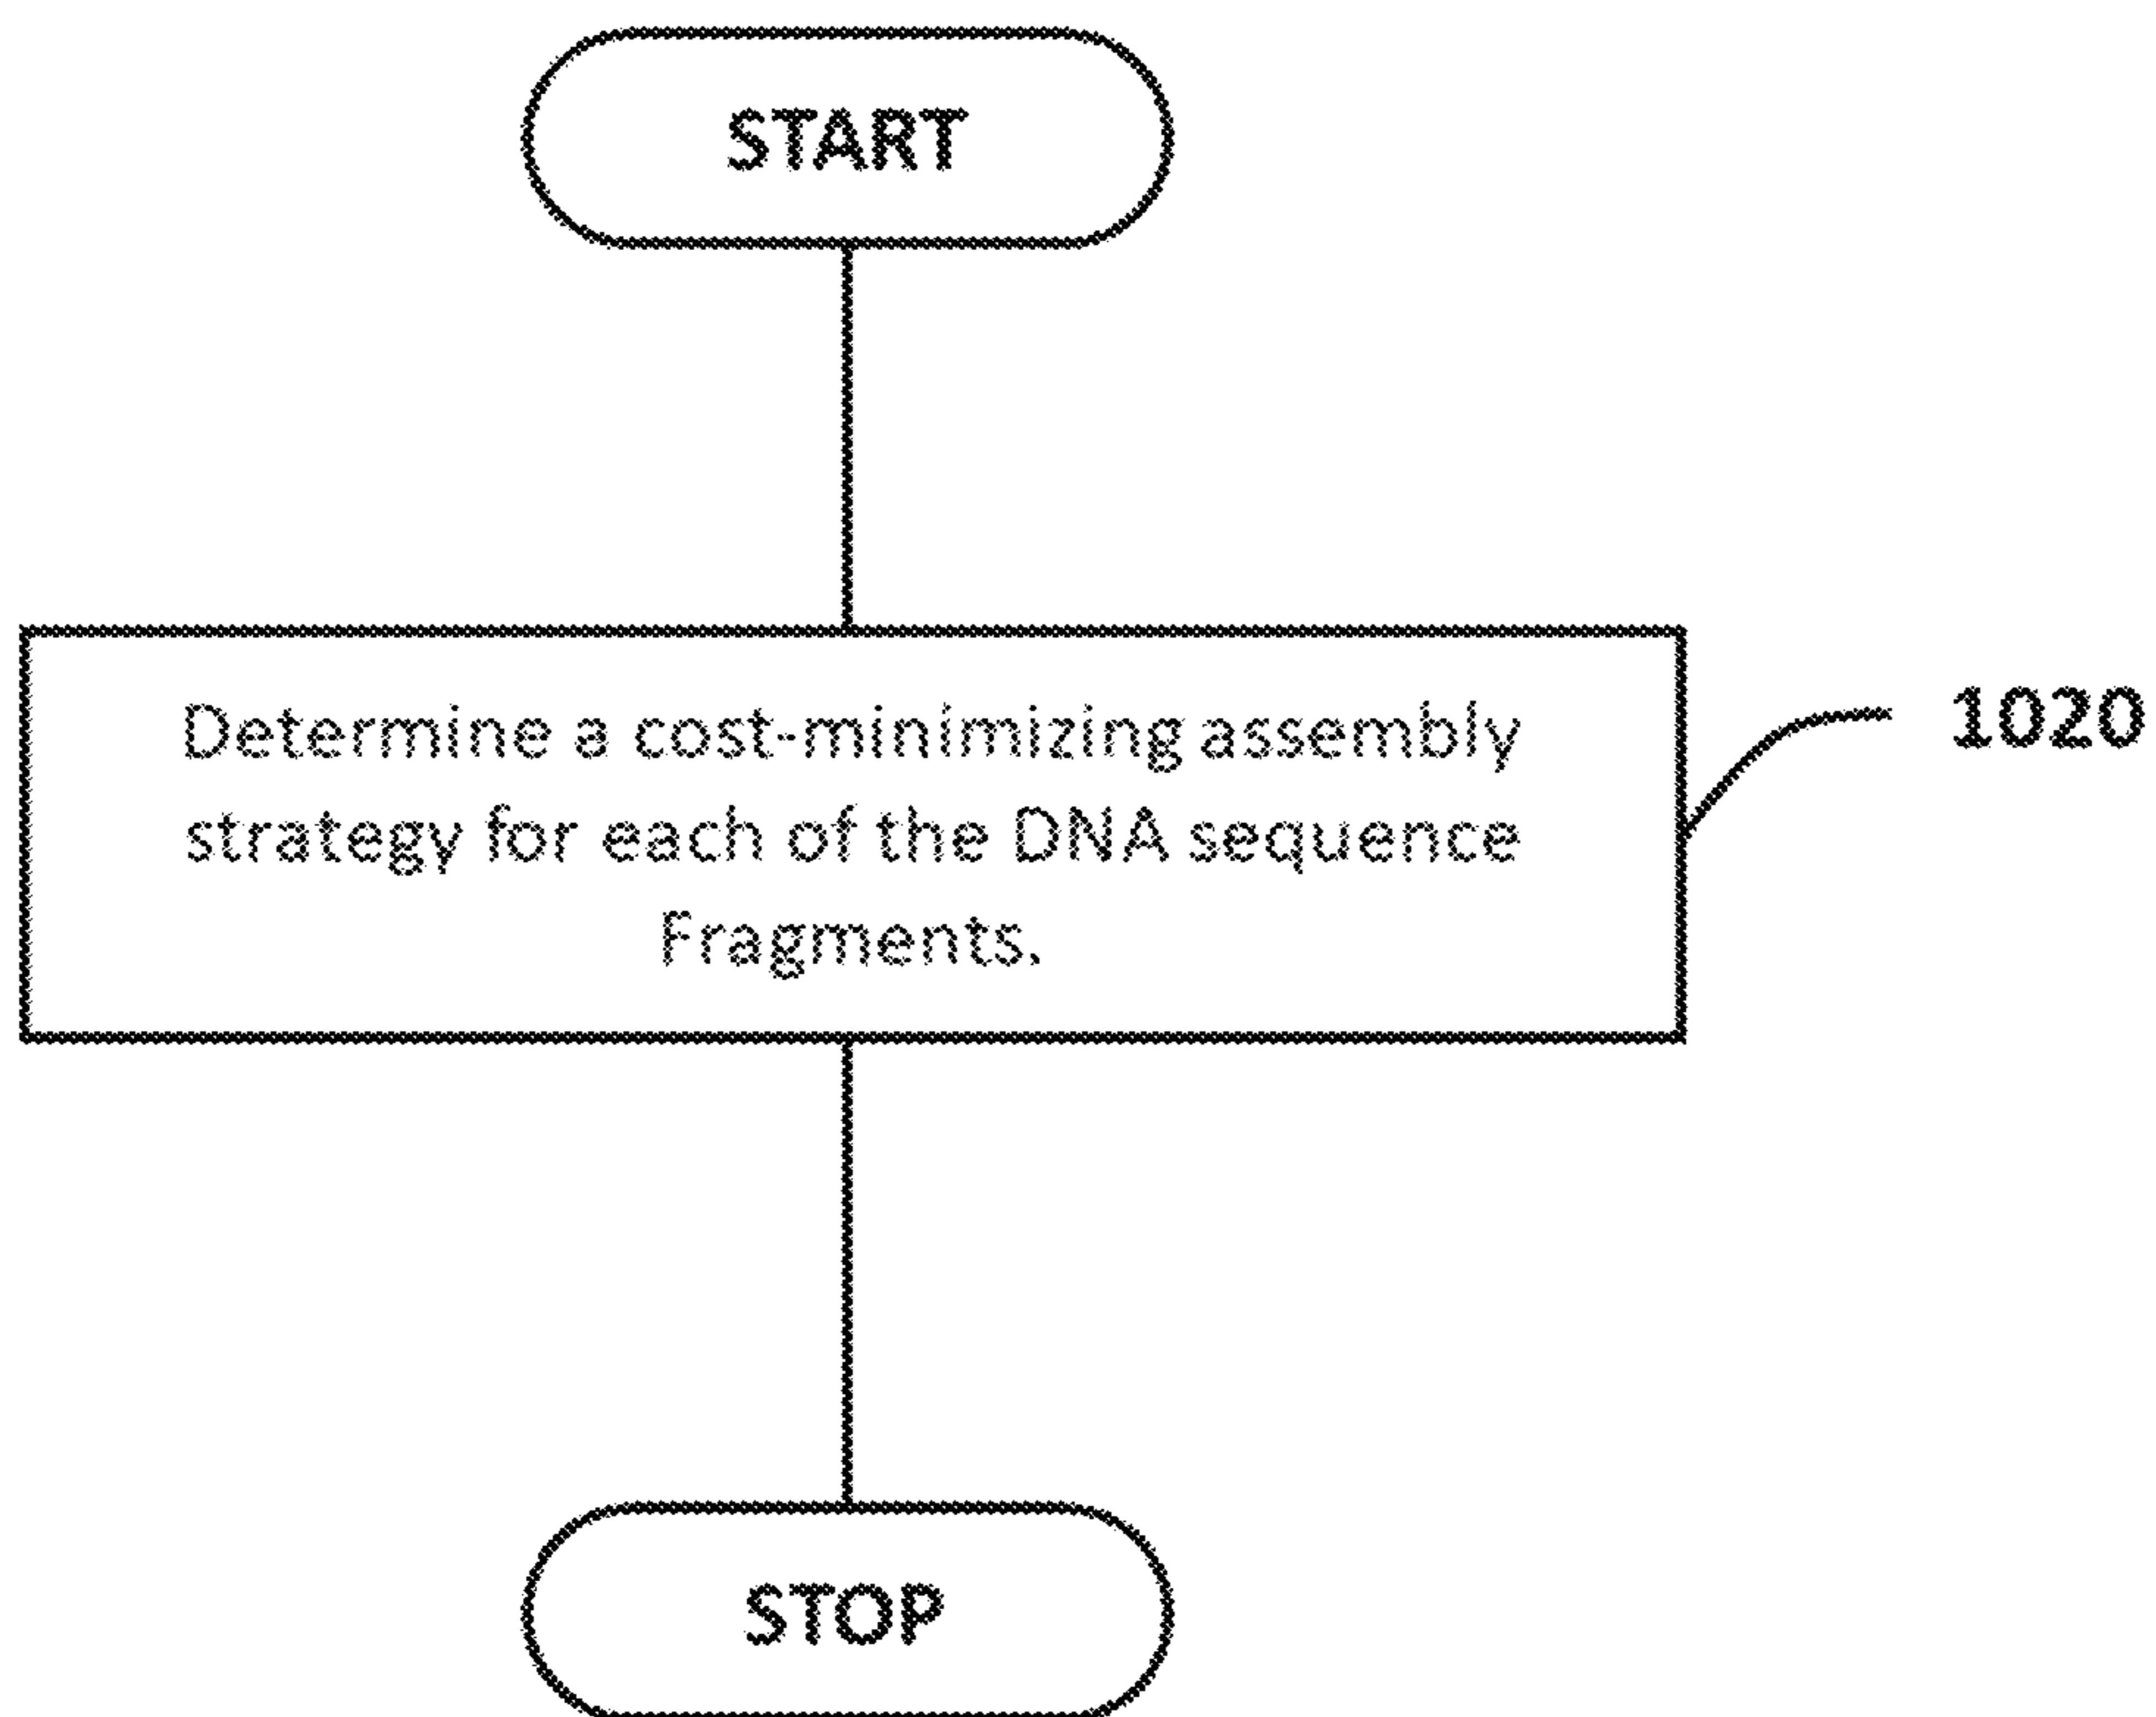 START
Determine a cost-minimizing assembly
strategy for each of the DNA sequence
Fragments.
1020
STOP